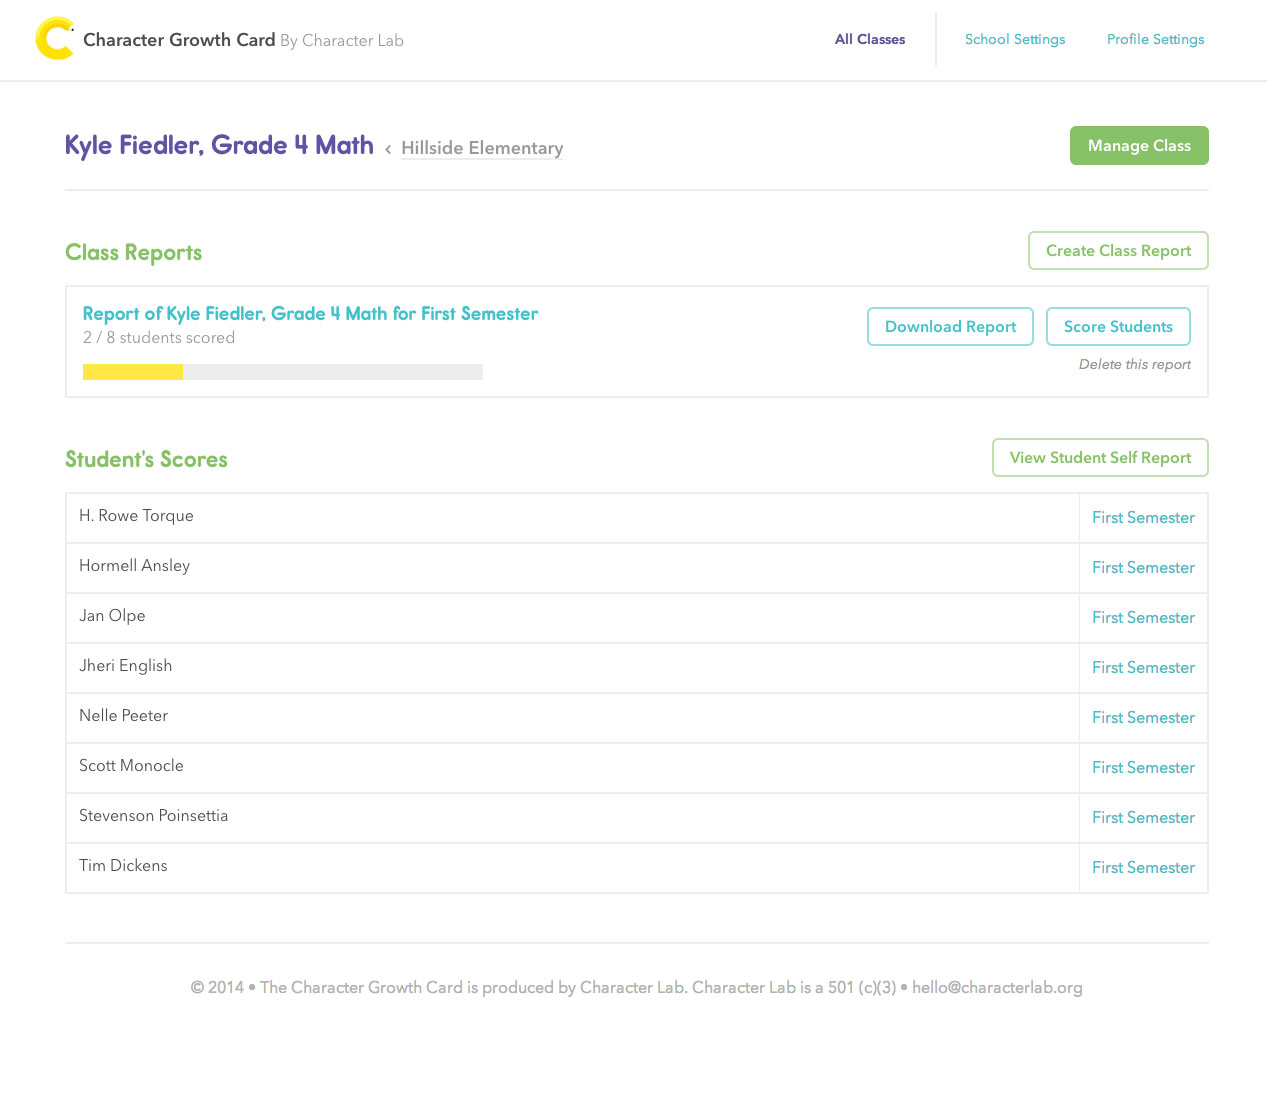 Character Growth Card By Character Lab
All Classes
School Settings
Profile Settings
Kyle Fiedler, Grade 4 Math ‹ Hillside Elementary
Manage Class
Class Reports
Create Class Report
Report of Kyle Fiedler, Grade 4 Math for First Semester
2 / 8 students scored
Download Report
Score Students
Delete this report
Student's Scores
View Student Self Report
H. Rowe Torque
First Semester
Hormell Ansley
First Semester
Jan Olpe
First Semester
Jheri English
First Semester
Nelle Peeter
First Semester
Scott Monocle
First Semester
Stevenson Poinsettia
First Semester
Tim Dickens
First Semester
© 2014 • The Character Growth Card is produced by Character Lab. Character Lab is a 501 (c)(3) • hello@characterlab.org